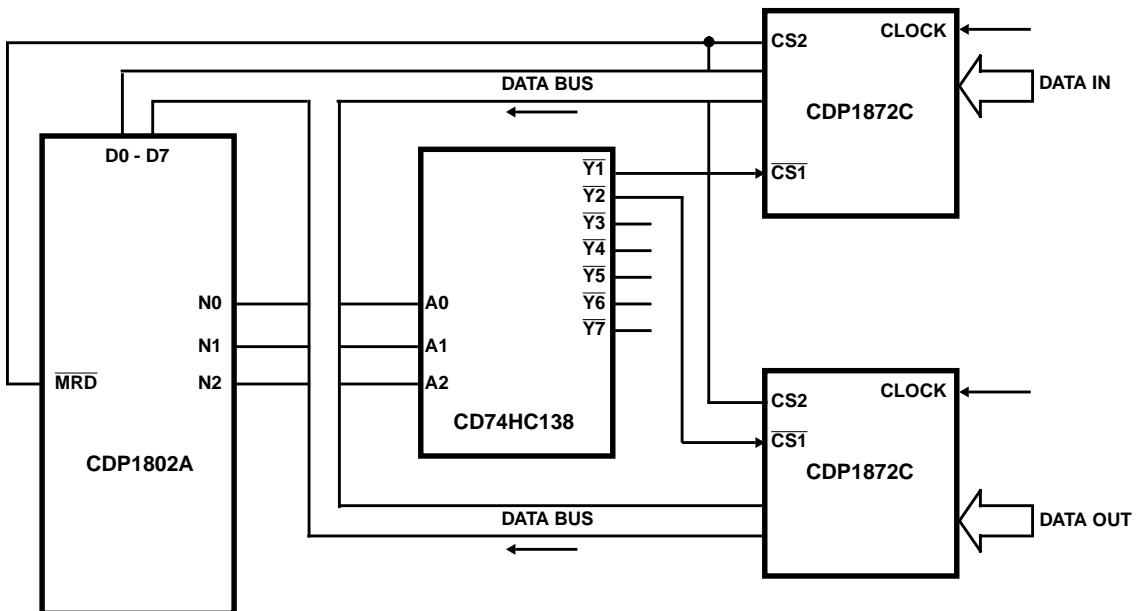 CS2
CLOCK
DATA BUS
DATA IN
CDP1872C
D0 - D7
Y1
CS1
Y2
Y3
Y4
Y5
Y6
Y7
N0
A0
N1
A1
MRD
N2
A2
CD74HC138
CDP1802A
CS2
CLOCK
CS1
CDP1872C
DATA BUS
DATA OUT